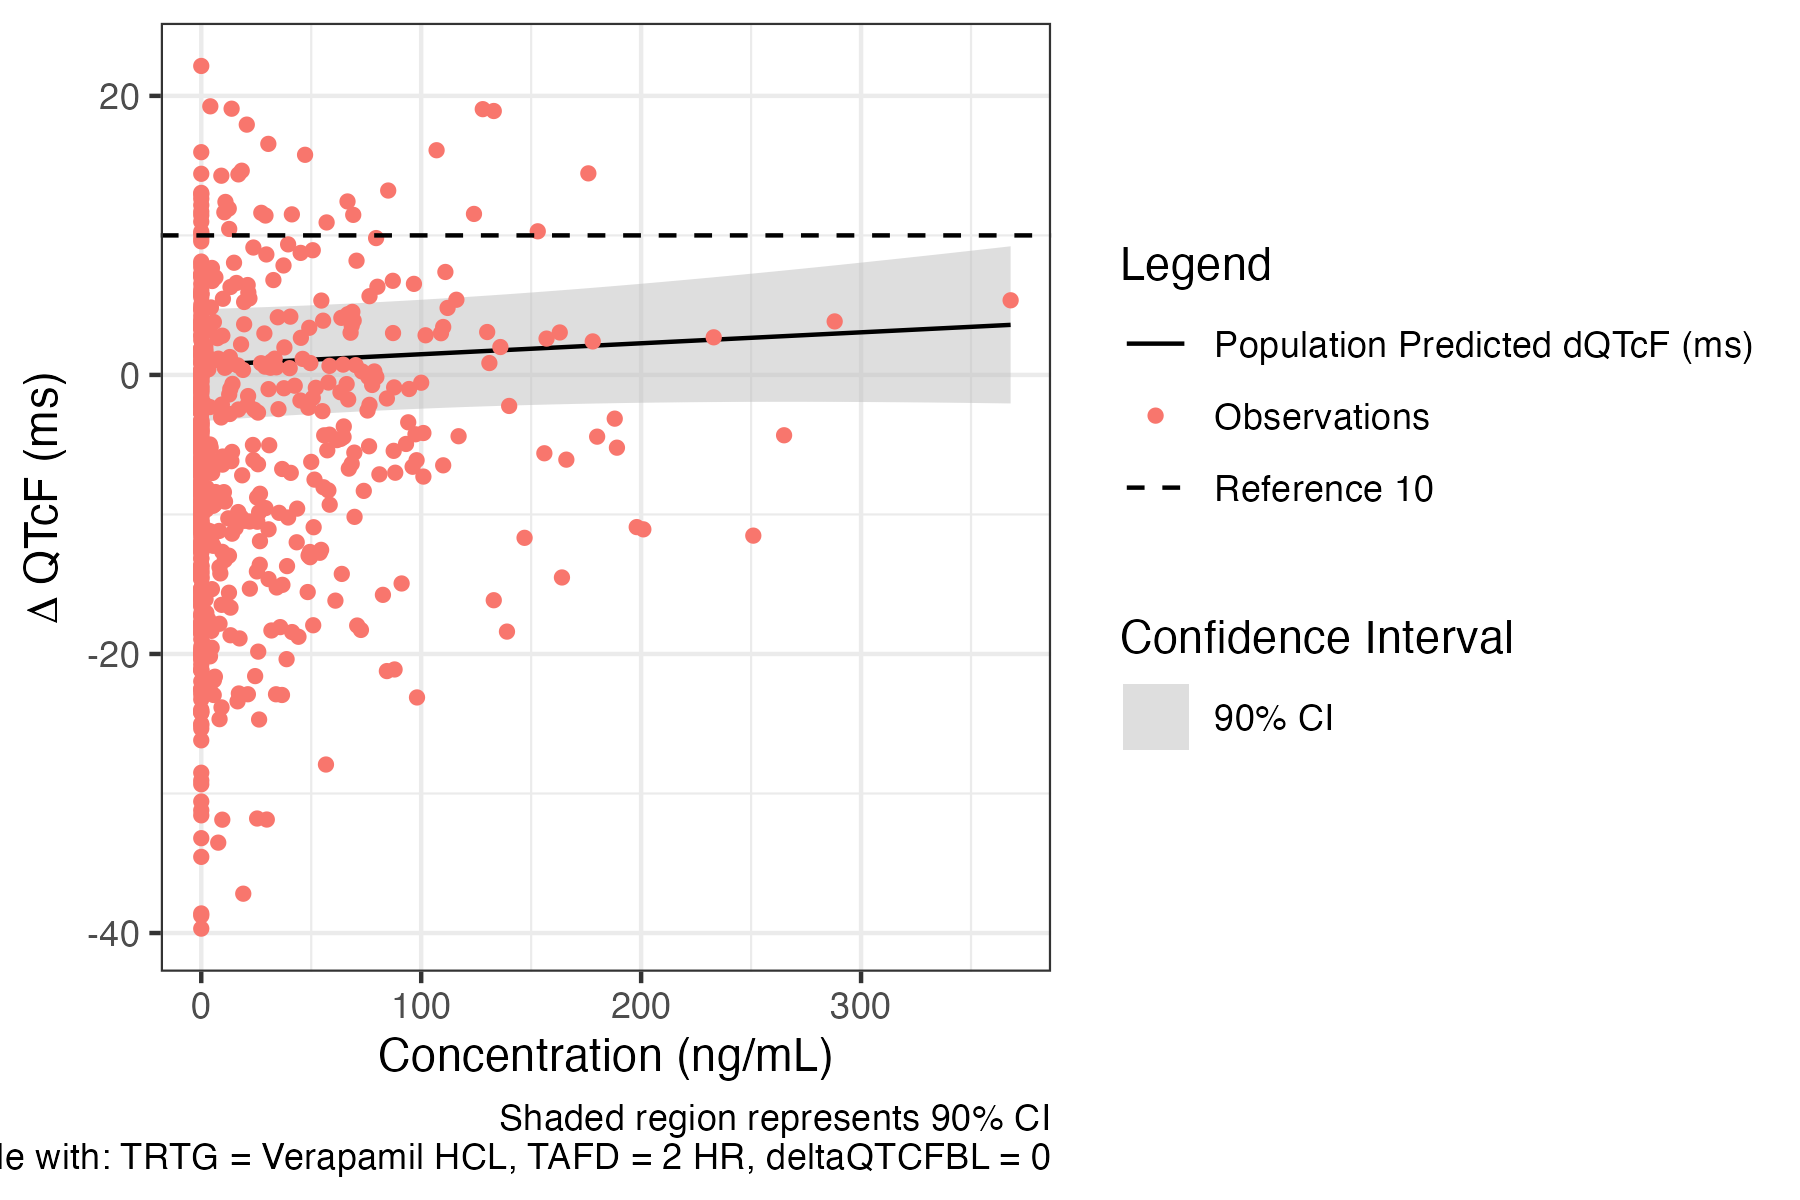 20
0
-20
-40
Δ QTcF (ms)
0 100 200 300
Concentration (ng/mL)
Legend
Population Predicted dQTcF (ms)
Observations
Reference 10
Confidence Interval
90% CI
Shaded region represents 90% CI
with: TRTG = Verapamil HCL, TAFD = 2 HR, deltaQTCFBL = 0